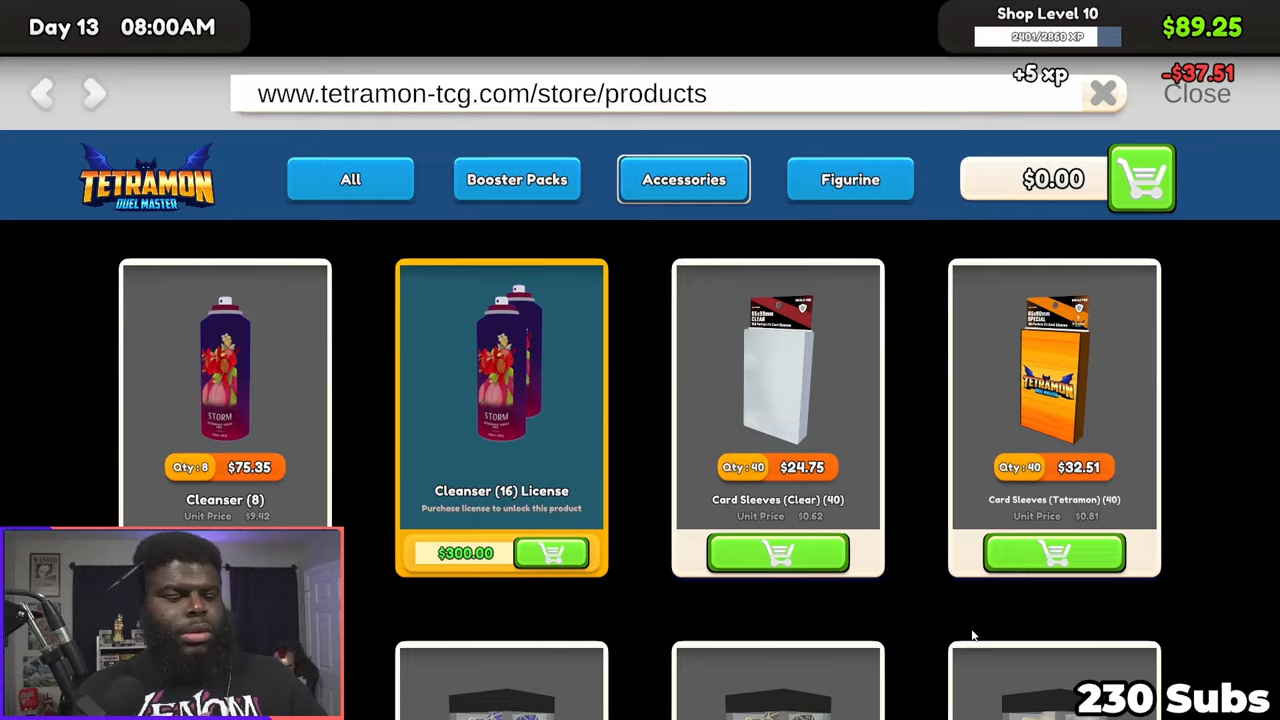 Day 13 08:00AM
Shop Level 10
2401/2860 XP
$89.25
+5 xp
-$37.51
www.tetramon-tcg.com/store/products
Close
TETRAMON
DUEL MASTER
All
Booster Packs
Accessories
Figurine
$0.00
STORM
Qty : 8 $75.35
Cleanser (8)
Unit Price $9.42
STORM
Cleanser (16) License
Purchase license to unlock this product
$300.00
CLEAR
Qty : 40 $24.75
Card Sleeves (Clear) (40)
Unit Price $0.62
SPECIAL
TETRAMON
Qty : 40 $32.51
Card Sleeves (Tetramon) (40)
Unit Price $0.81
WANTED
VENOM
230 Subs